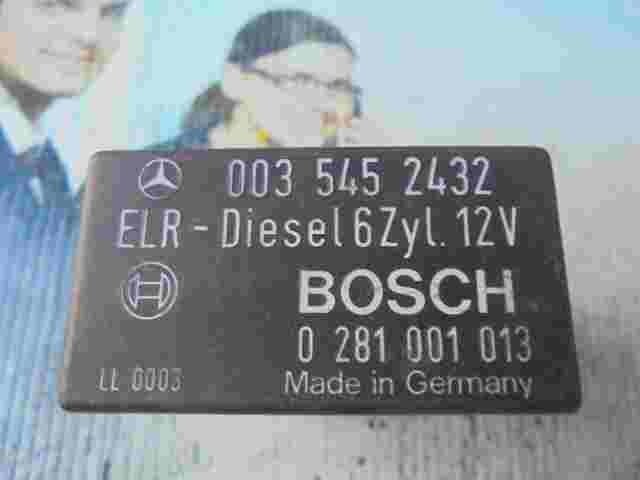 003 545 2432
ELR - Diesel 6Zyl. 12V
BOSCH
0 281 001 013
LL 0003 Made in Germany